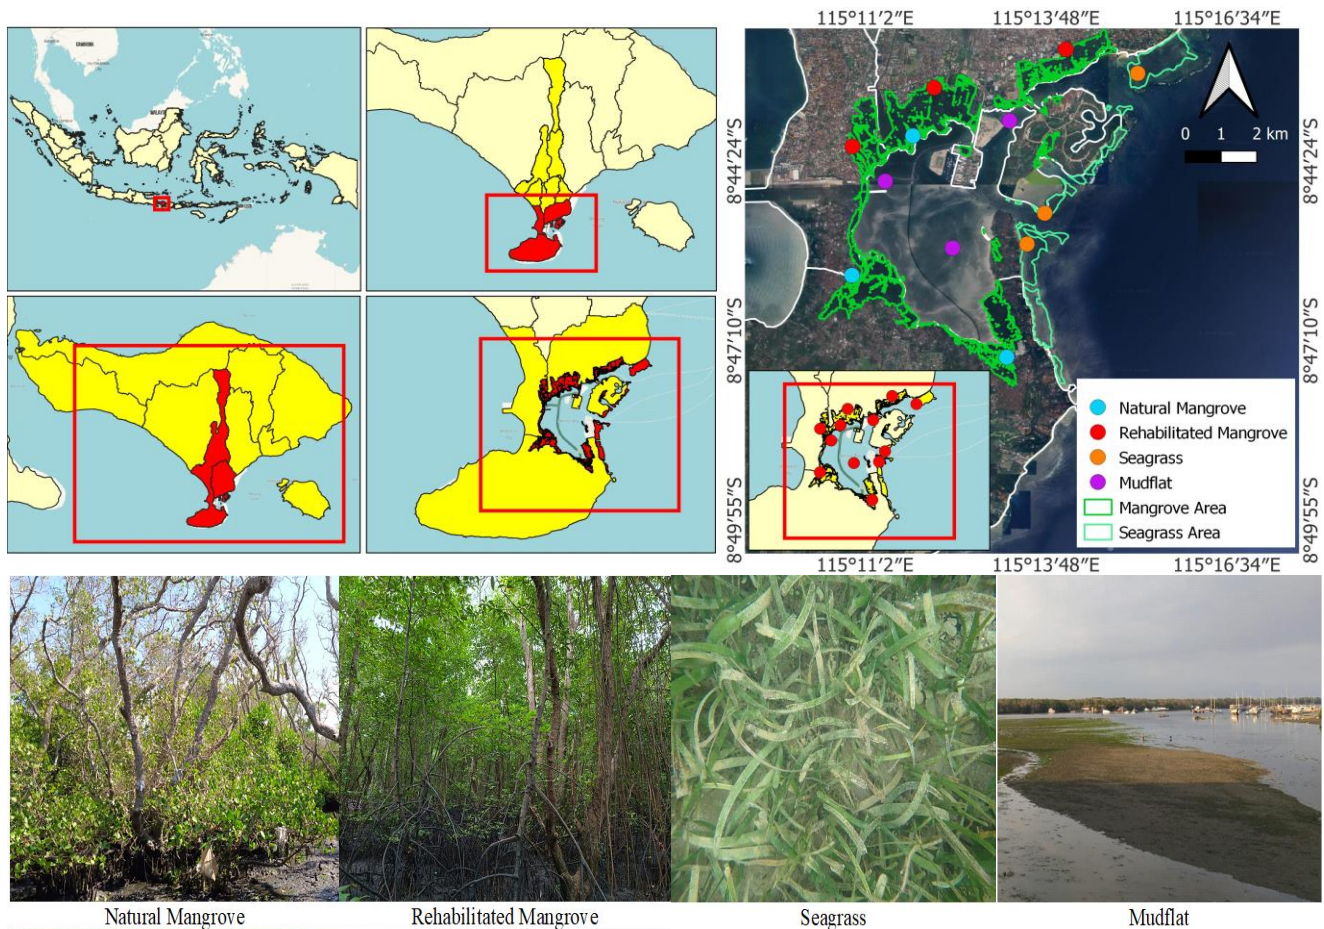 115°11′2″E 115°13′48″E 115°16′34″E
MALAYSIA
0 1 2 km
8°44′24″S 8°44′24″S
8°47′10″S 8°47′10″S
8°49′55″S 8°49′55″S
Natural Mangrove
Rehabilitated Mangrove
Seagrass
Mudflat
Mangrove Area
Seagrass Area
115°11′2″E 115°13′48″E 115°16′34″E
Natural Mangrove Rehabilitated Mangrove Seagrass Mudflat